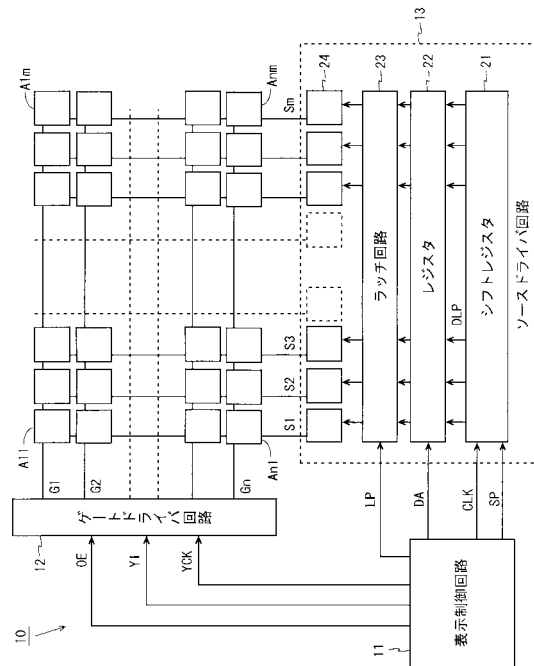 10
11
表示制御回路
OE
YI
YCK
12
ゲートドライバ回路
G1
G2
Gn
A11
A1m
An1
Anm
S1
S2
S3
Sm
24
13
LP
ラッチ回路
23
DA
レジスタ
22
DLP
CLK
SP
シフトレジスタ
21
ソースドライバ回路